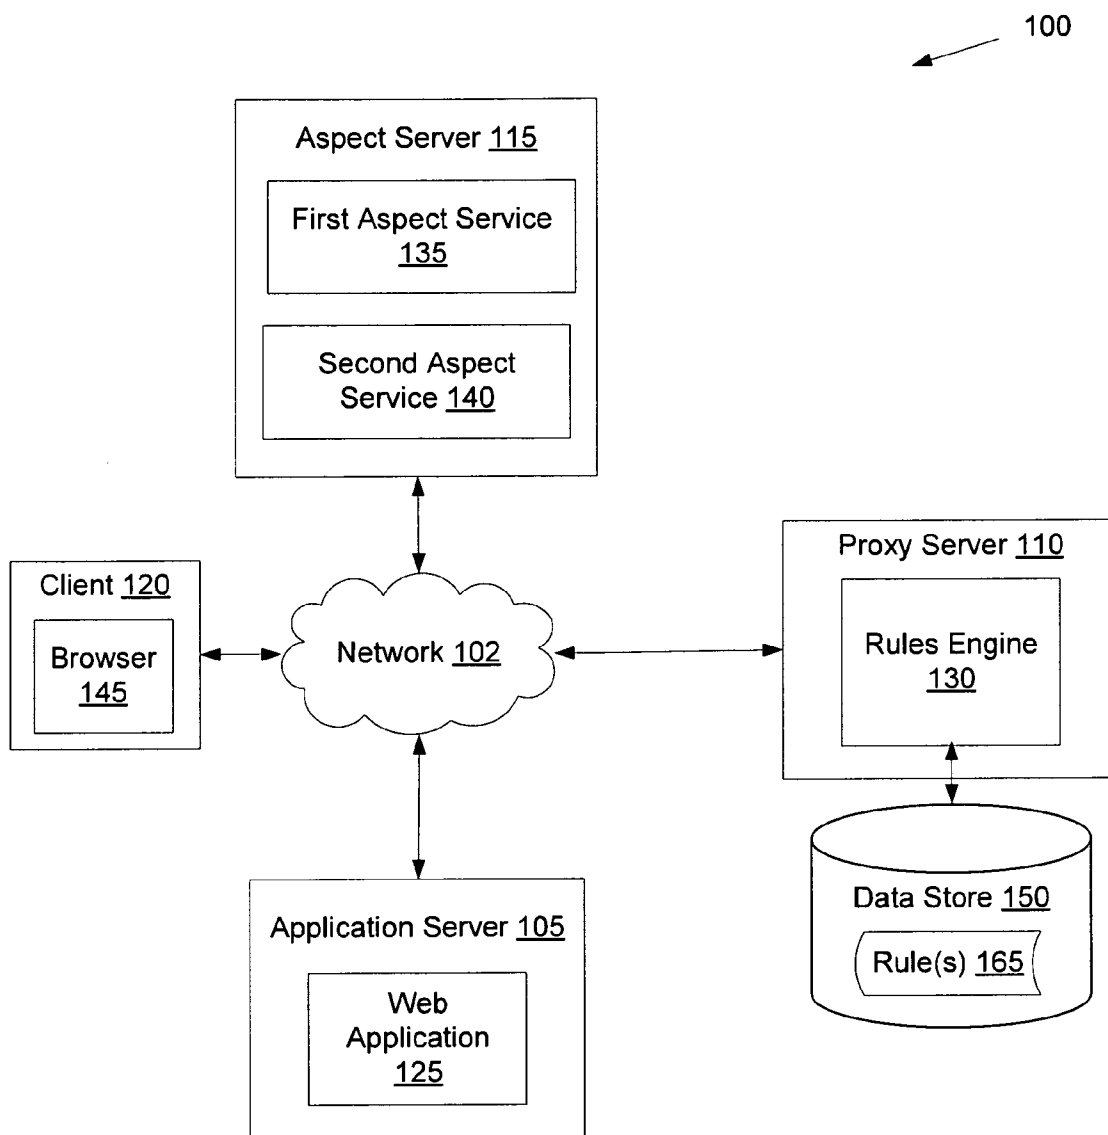 100
Aspect Server 115
First Aspect Service
135
Second Aspect
Service 140
Client 120
Browser
145
Network 102
Proxy Server 110
Rules Engine
130
Data Store 150
Rule(s) 165
Application Server 105
Web
Application
125